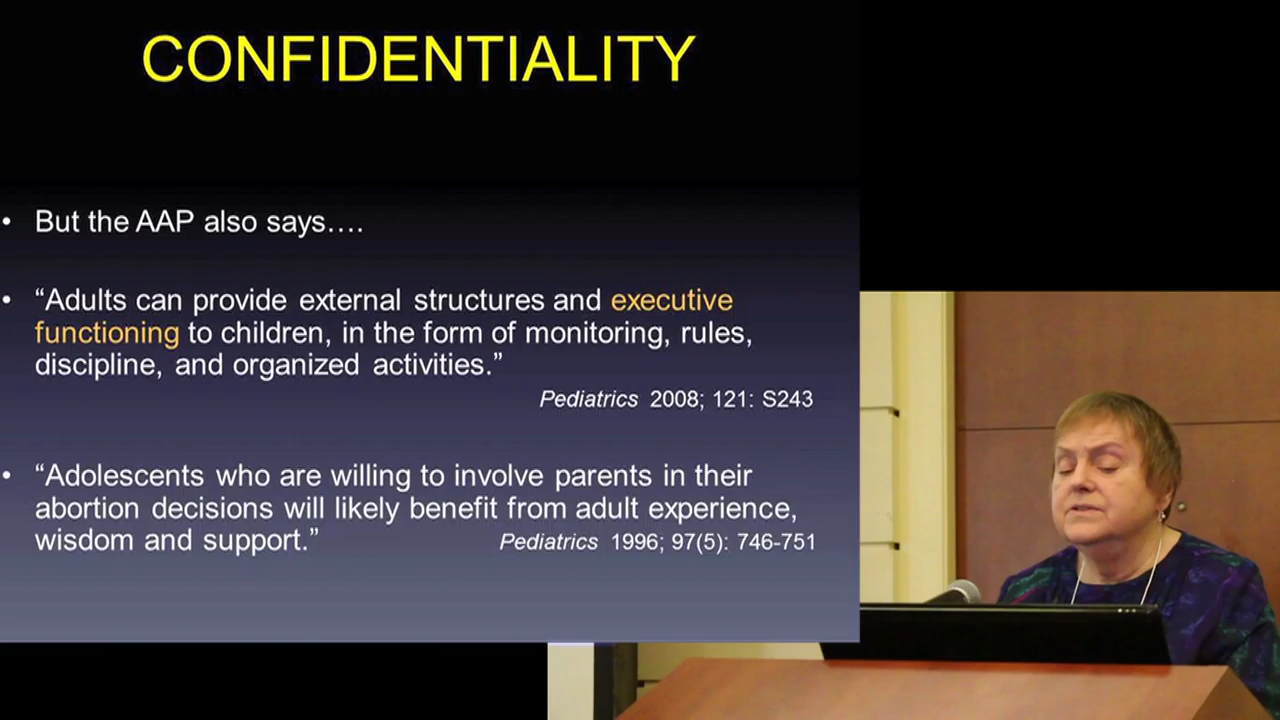 CONFIDENTIALITY
• But the AAP also says….
• “Adults can provide external structures and executive
functioning to children, in the form of monitoring, rules,
discipline, and organized activities.”
Pediatrics 2008; 121: S243
• “Adolescents who are willing to involve parents in their
abortion decisions will likely benefit from adult experience,
wisdom and support.” Pediatrics 1996; 97(5): 746-751